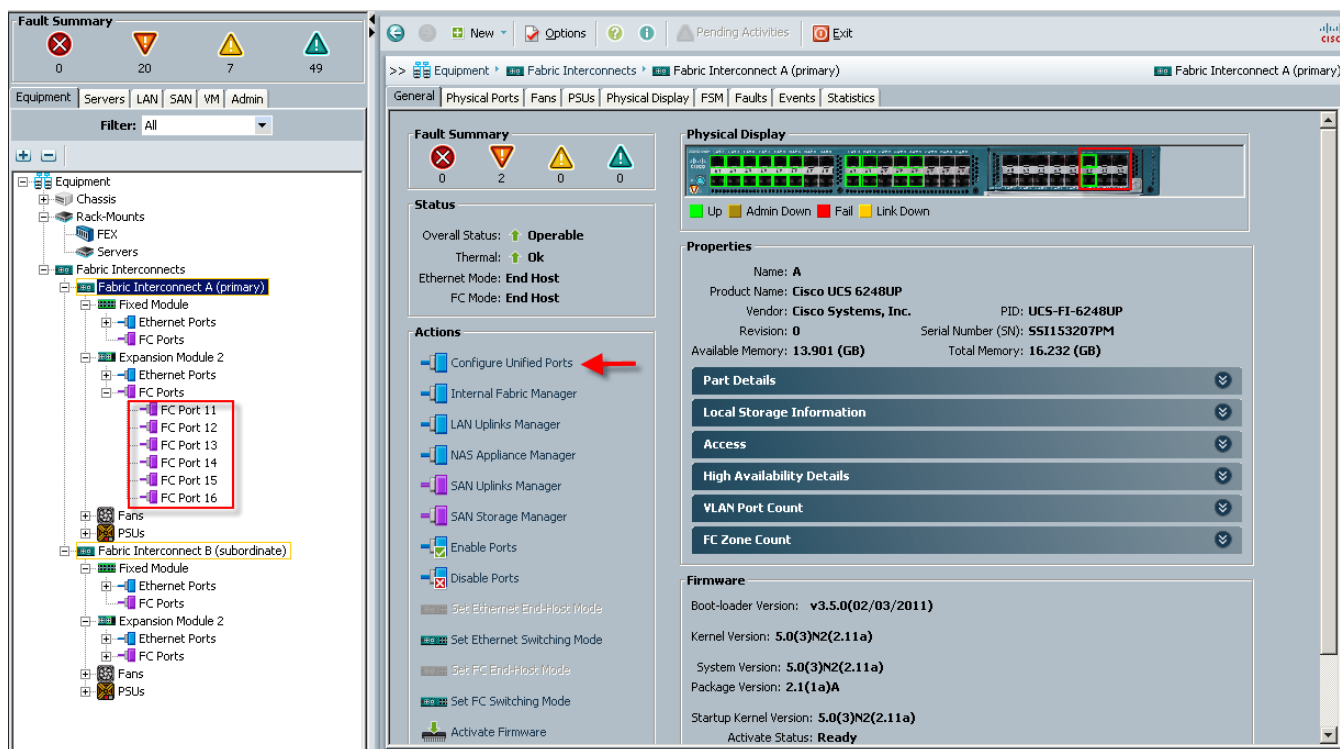 Fault Summary
0 20 7 49
Equipment Servers LAN SAN VM Admin
Filter: All
Equipment
Chassis
Rack-Mounts
FEX
Servers
Fabric Interconnects
Fabric Interconnect A (primary)
Fixed Module
Ethernet Ports
FC Ports
Expansion Module 2
Ethernet Ports
FC Ports
FC Port 11
FC Port 12
FC Port 13
FC Port 14
FC Port 15
FC Port 16
Fans
PSUs
Fabric Interconnect B (subordinate)
Fixed Module
Ethernet Ports
FC Ports
Expansion Module 2
Ethernet Ports
FC Ports
Fans
PSUs
New Options Pending Activities Exit
>> Equipment Fabric Interconnects Fabric Interconnect A (primary) Fabric Interconnect A (primary)
General Physical Ports Fans PSUs Physical Display FSM Faults Events Statistics
Fault Summary
0 2 0 0
Status
Overall Status: Operable
Thermal: Ok
Ethernet Mode: End Host
FC Mode: End Host
Actions
Configure Unified Ports
Internal Fabric Manager
LAN Uplinks Manager
NAS Appliance Manager
SAN Uplinks Manager
SAN Storage Manager
Enable Ports
Disable Ports
Set Ethernet End-Host Mode
Set Ethernet Switching Mode
Set FC End-Host Mode
Set FC Switching Mode
Activate Firmware
Physical Display
Up Admin Down Fail Link Down
Properties
Name: A
Product Name: Cisco UCS 6248UP
Vendor: Cisco Systems, Inc. PID: UCS-FI-6248UP
Revision: 0 Serial Number (SN): SSI153207PM
Available Memory: 13.901 (GB) Total Memory: 16.232 (GB)
Part Details
Local Storage Information
Access
High Availability Details
VLAN Port Count
FC Zone Count
Firmware
Boot-loader Version: v3.5.0(02/03/2011)
Kernel Version: 5.0(3)N2(2.11a)
System Version: 5.0(3)N2(2.11a)
Package Version: 2.1(1a)A
Startup Kernel Version: 5.0(3)N2(2.11a)
Activate Status: Ready